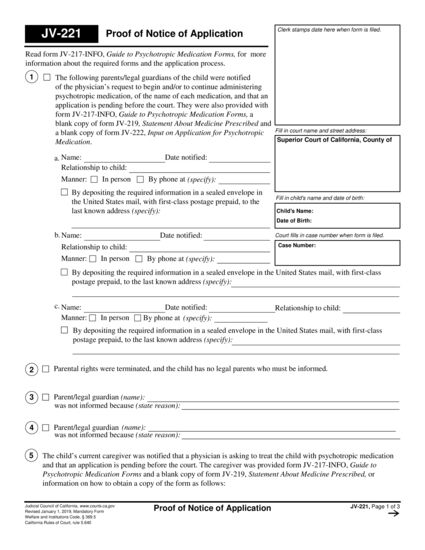 JV-221
Proof of Notice of Application
Clerk stamps date here when form is filed.
Read form JV-217-INFO, Guide to Psychotropic Medication Forms, for more
information about the required forms and the application process.
1
The following parents/legal guardians of the child were notified
of the physician's request to begin and/or to continue administering
psychotropic medication, of the name of each medication, and that an
application is pending before the court. They were also provided with
form JV-217-INFO, Guide to Psychotropic Medication Forms, a
blank copy of form JV-219, Statement About Medicine Prescribed and
a blank copy of form JV-222, Input on Application for Psychotropic
Medication.
Fill in court name and street address:
Superior Court of California, County of
a. Name: Date notified:
Relationship to child:
Manner: In person By phone at (specify):
By depositing the required information in a sealed envelope in
the United States mail, with first-class postage prepaid, to the
last known address (specify):
Fill in child's name and date of birth:
Child's Name:
Date of Birth:
b. Name: Date notified:
Relationship to child:
Manner: In person By phone at (specify):
Court fills in case number when form is filed.
Case Number:
By depositing the required information in a sealed envelope in the United States mail, with first-class
postage prepaid, to the last known address (specify):
c. Name: Date notified: Relationship to child:
Manner: In person By phone at (specify):
By depositing the required information in a sealed envelope in the United States mail, with first-class
postage prepaid, to the last known address (specify):
2 Parental rights were terminated, and the child has no legal parents who must be informed.
3 Parent/legal guardian (name):
was not informed because (state reason):
4 Parent/legal guardian (name):
was not informed because (state reason):
5 The child's current caregiver was notified that a physician is asking to treat the child with psychotropic medication
and that an application is pending before the court. The caregiver was provided form JV-217-INFO, Guide to
Psychotropic Medication Forms and a blank copy of form JV-219, Statement About Medicine Prescribed, or
information on how to obtain a copy of the form as follows:
Judicial Council of California, www.courts.ca.gov
Revised January 1, 2019, Mandatory Form
Welfare and Institutions Code, § 369.5
California Rules of Court, rule 5.640
Proof of Notice of Application
JV-221, Page 1 of 3